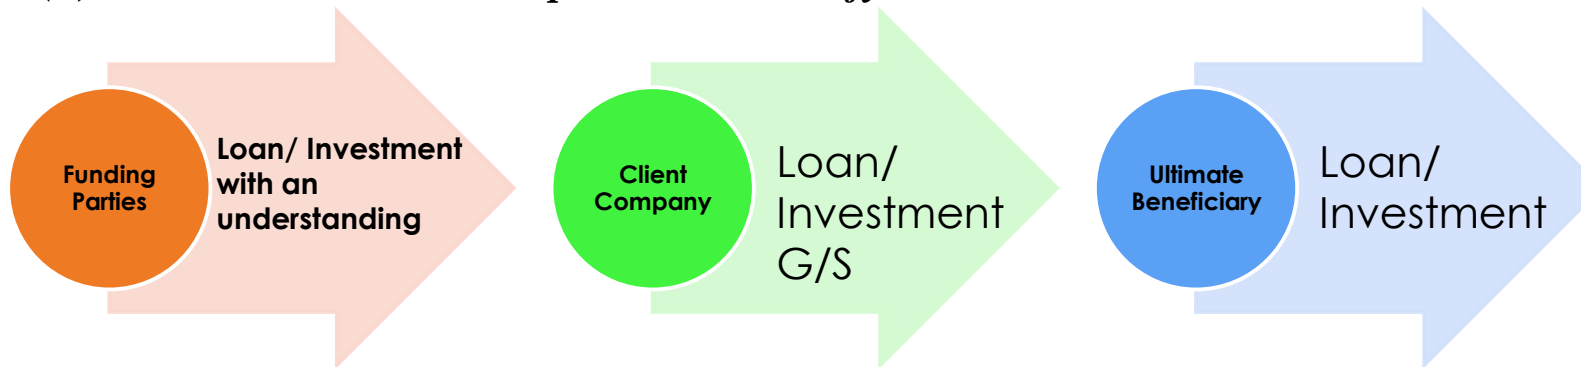 Funding
Parties
Loan/ Investment
with an
understanding
Client
Company
Loan/
Investment
G/S
Ultimate
Beneficiary
Loan/
Investment